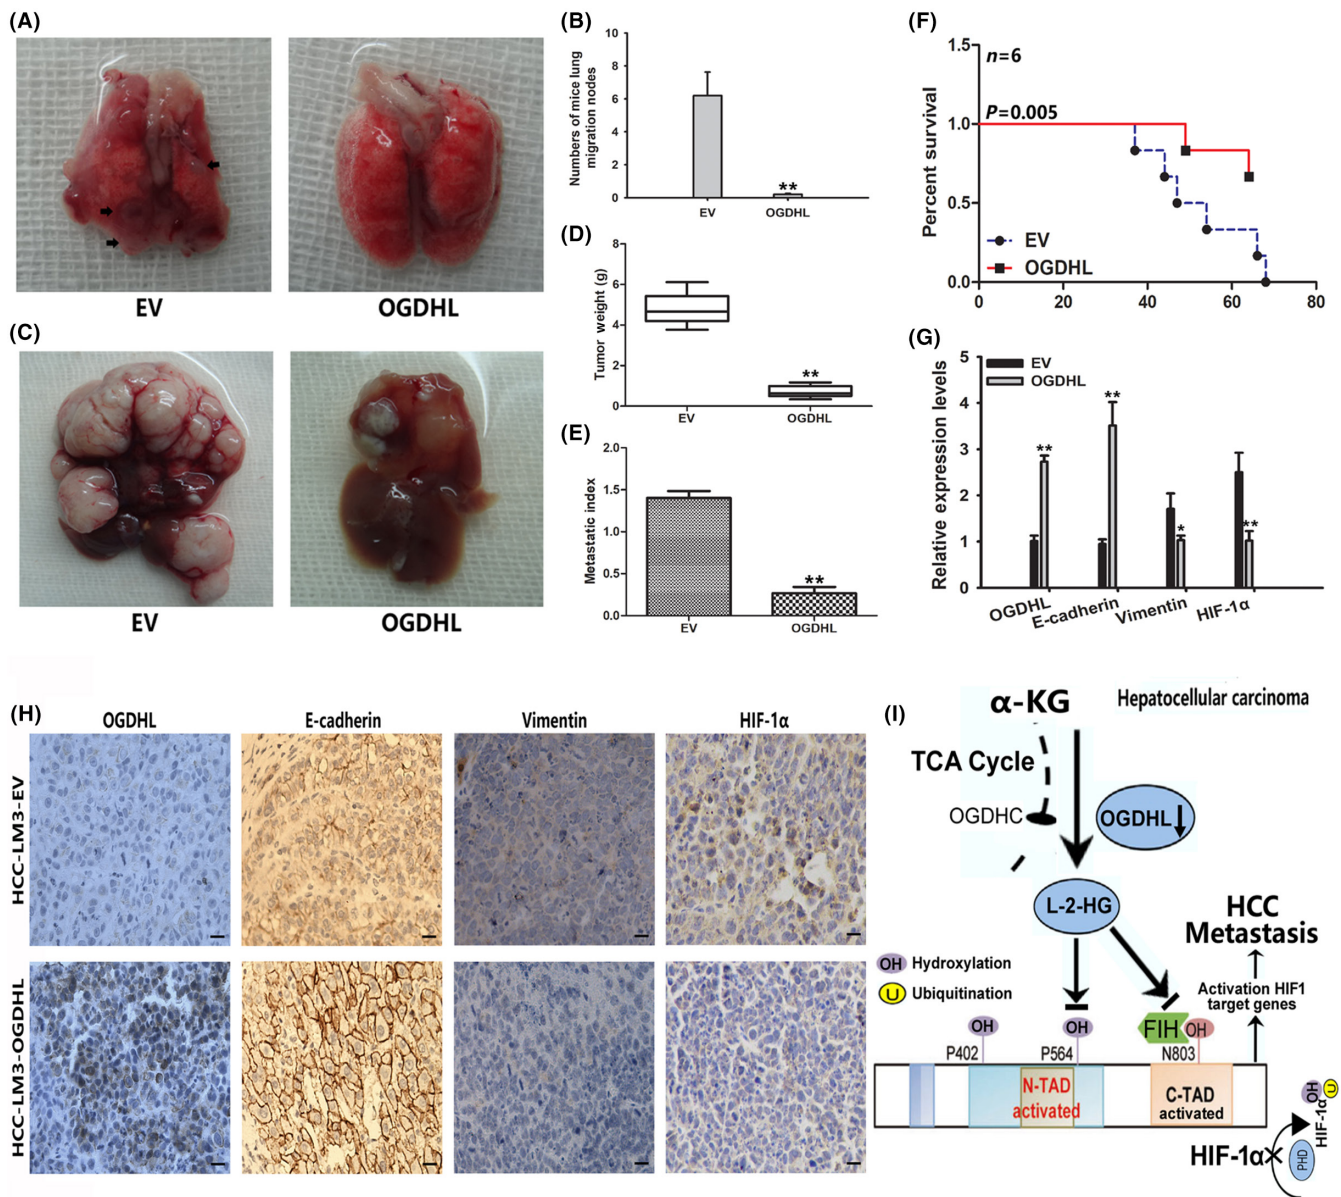 (A)
EV
OGDHL
(B)
Numbers of mice lung
migration nodes
10
8
6
4
2
0
**
EV
OGDHL
(C)
EV
OGDHL
(D)
Tumor weight (g)
8
6
4
2
0
**
EV
OGDHL
(E)
Metastatic index
2.0
1.5
1.0
0.5
0.0
**
EV
OGDHL
(F)
Percent survival
1.5
1.0
0.5
0.0
n=6
P=0.005
EV
OGDHL
0
20
40
60
80
(G)
Relative expression levels
5
4
3
2
1
0
EV
OGDHL
**
**
*
**
OGDHL
E-cadherin
Vimentin
HIF-1α
(H)
OGDHL
E-cadherin
Vimentin
HIF-1α
HCC-LM3-EV
HCC-LM3-OGDHL
(I)
α-KG
Hepatocellular carcinoma
TCA Cycle
OGDHC
OGDHL
L-2-HG
HCC
Metastasis
OH Hydroxylation
U Ubiquitination
Activation HIF1
target genes
OH
OH
FIH OH
P402
P564
N803
N-TAD
activated
C-TAD
activated
HIF-1α
PHD
HIF-1α
OH
U